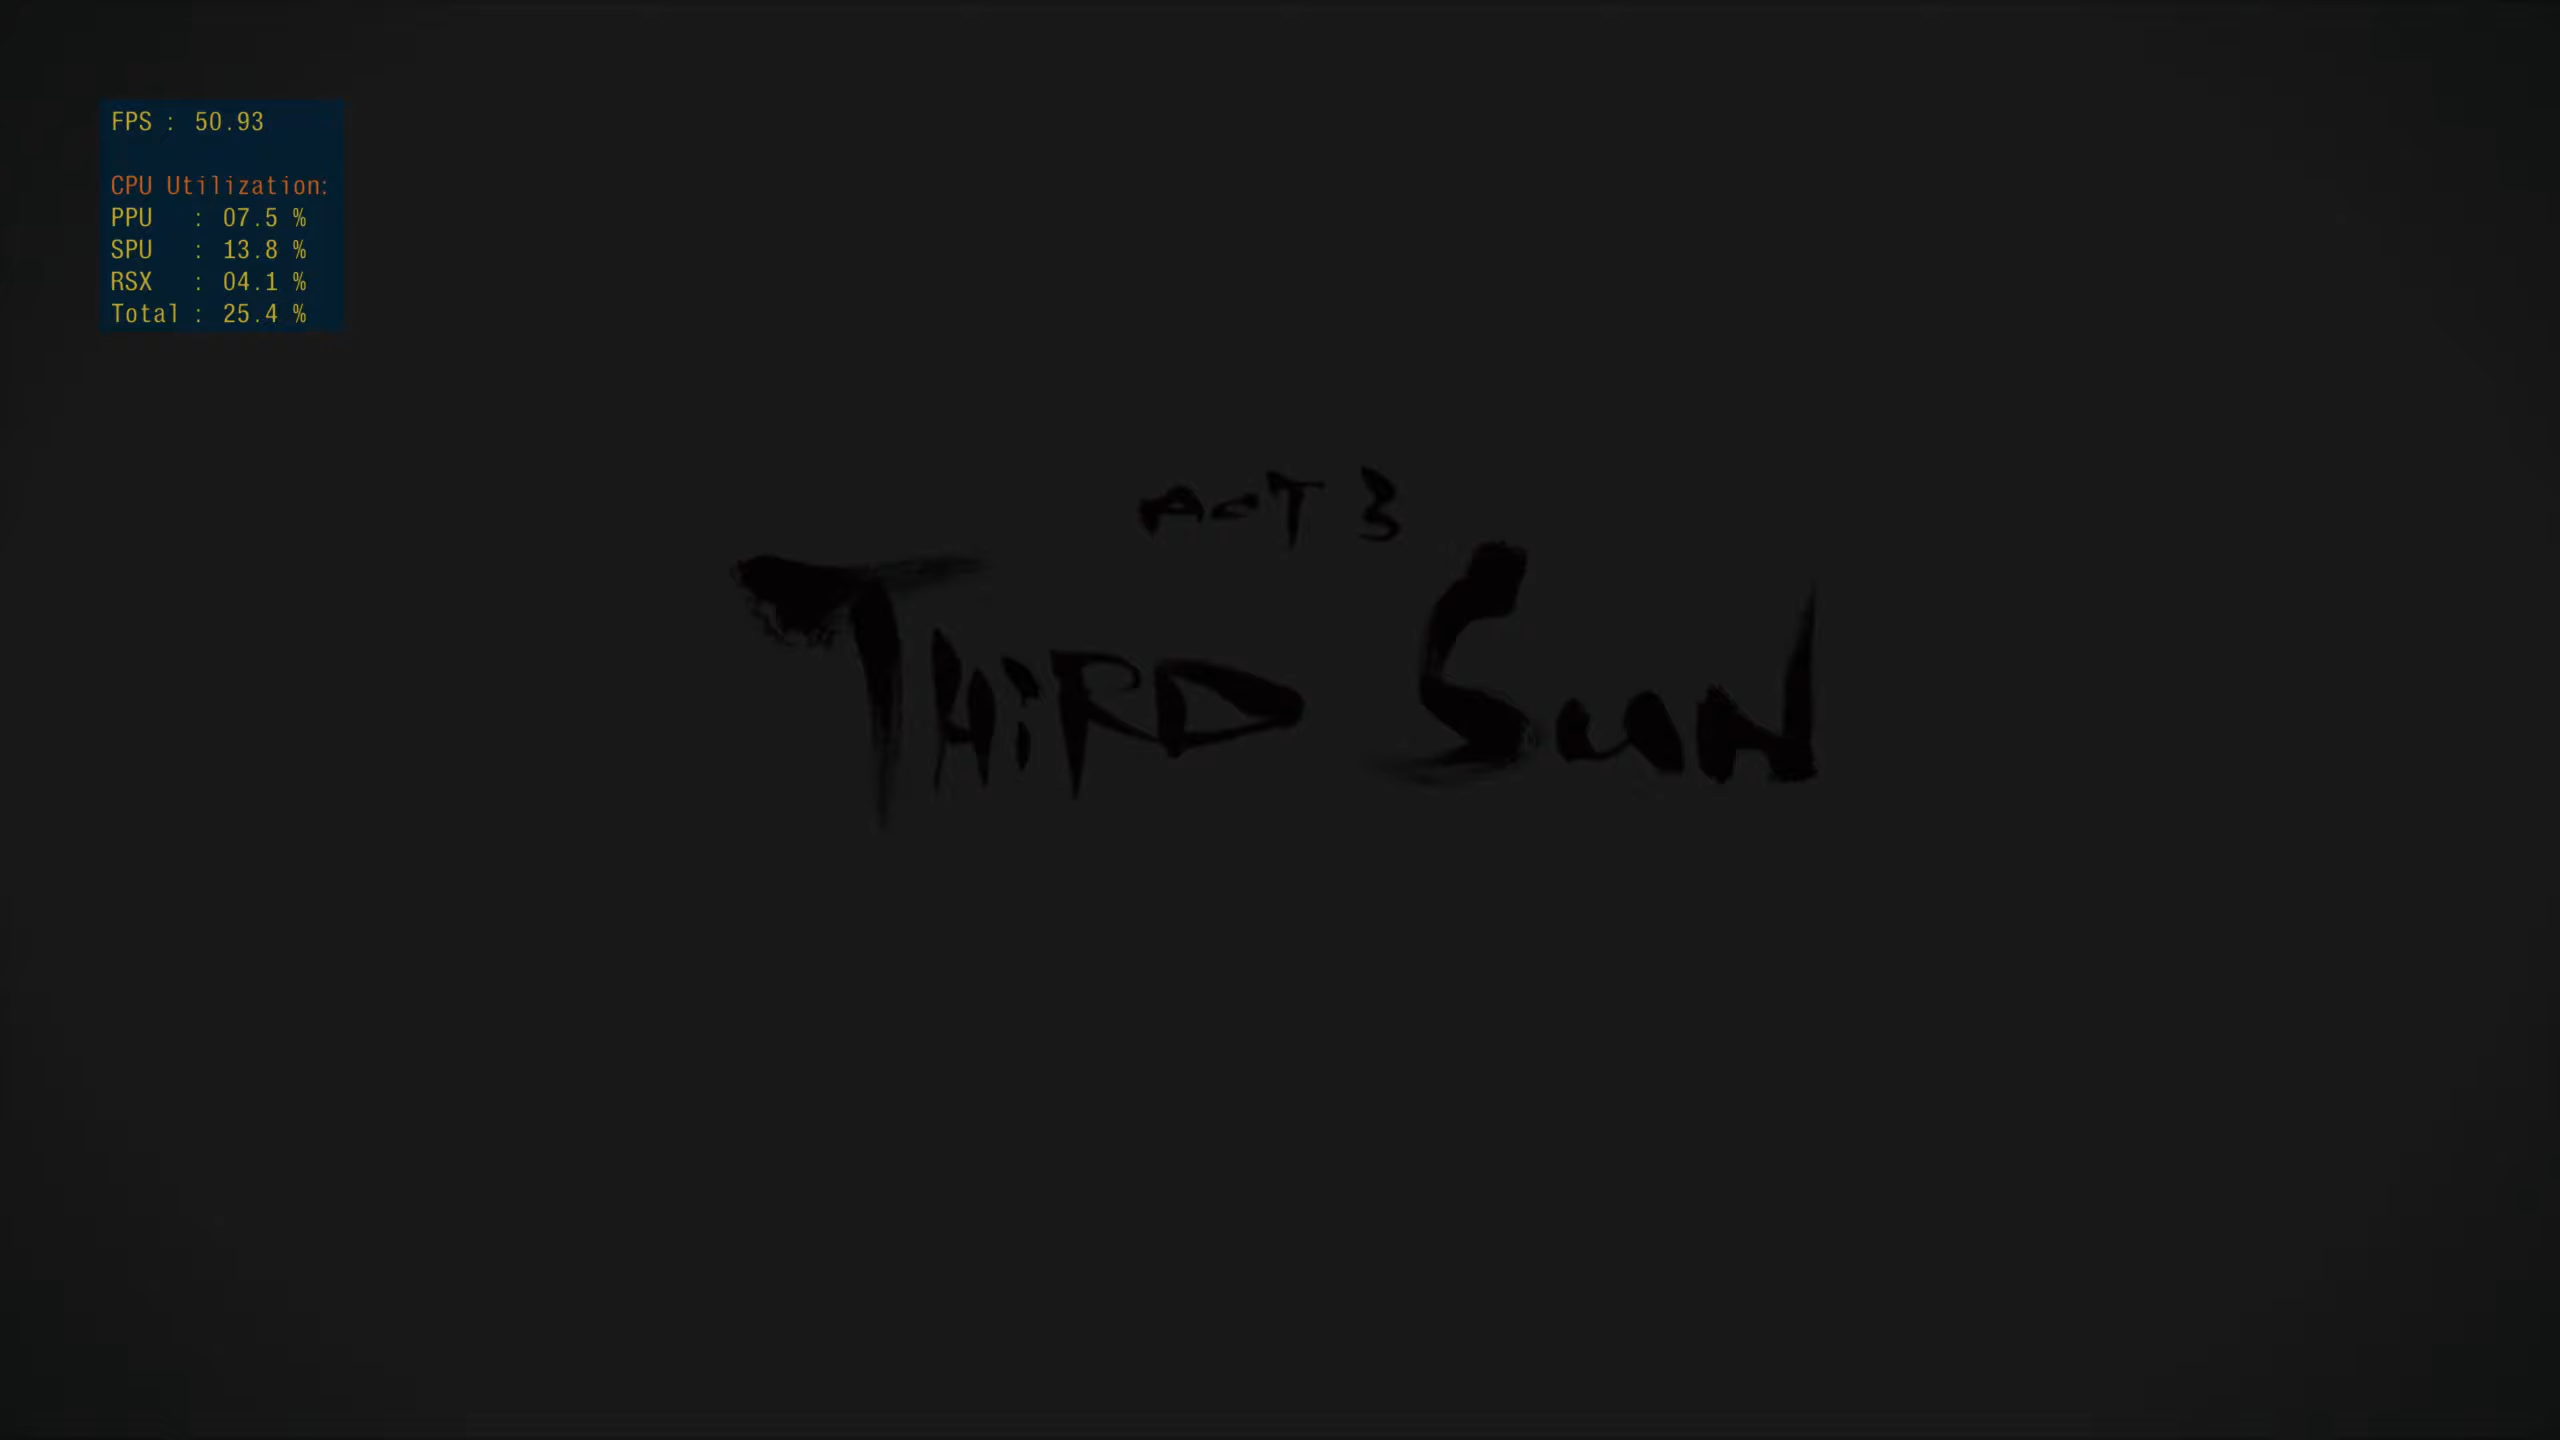 FPS : 50.93
CPU Utilization:
PPU : 07.5 %
SPU : 13.8 %
RSX : 04.1 %
Total : 25.4 %
ACT 3
THiRD SUN